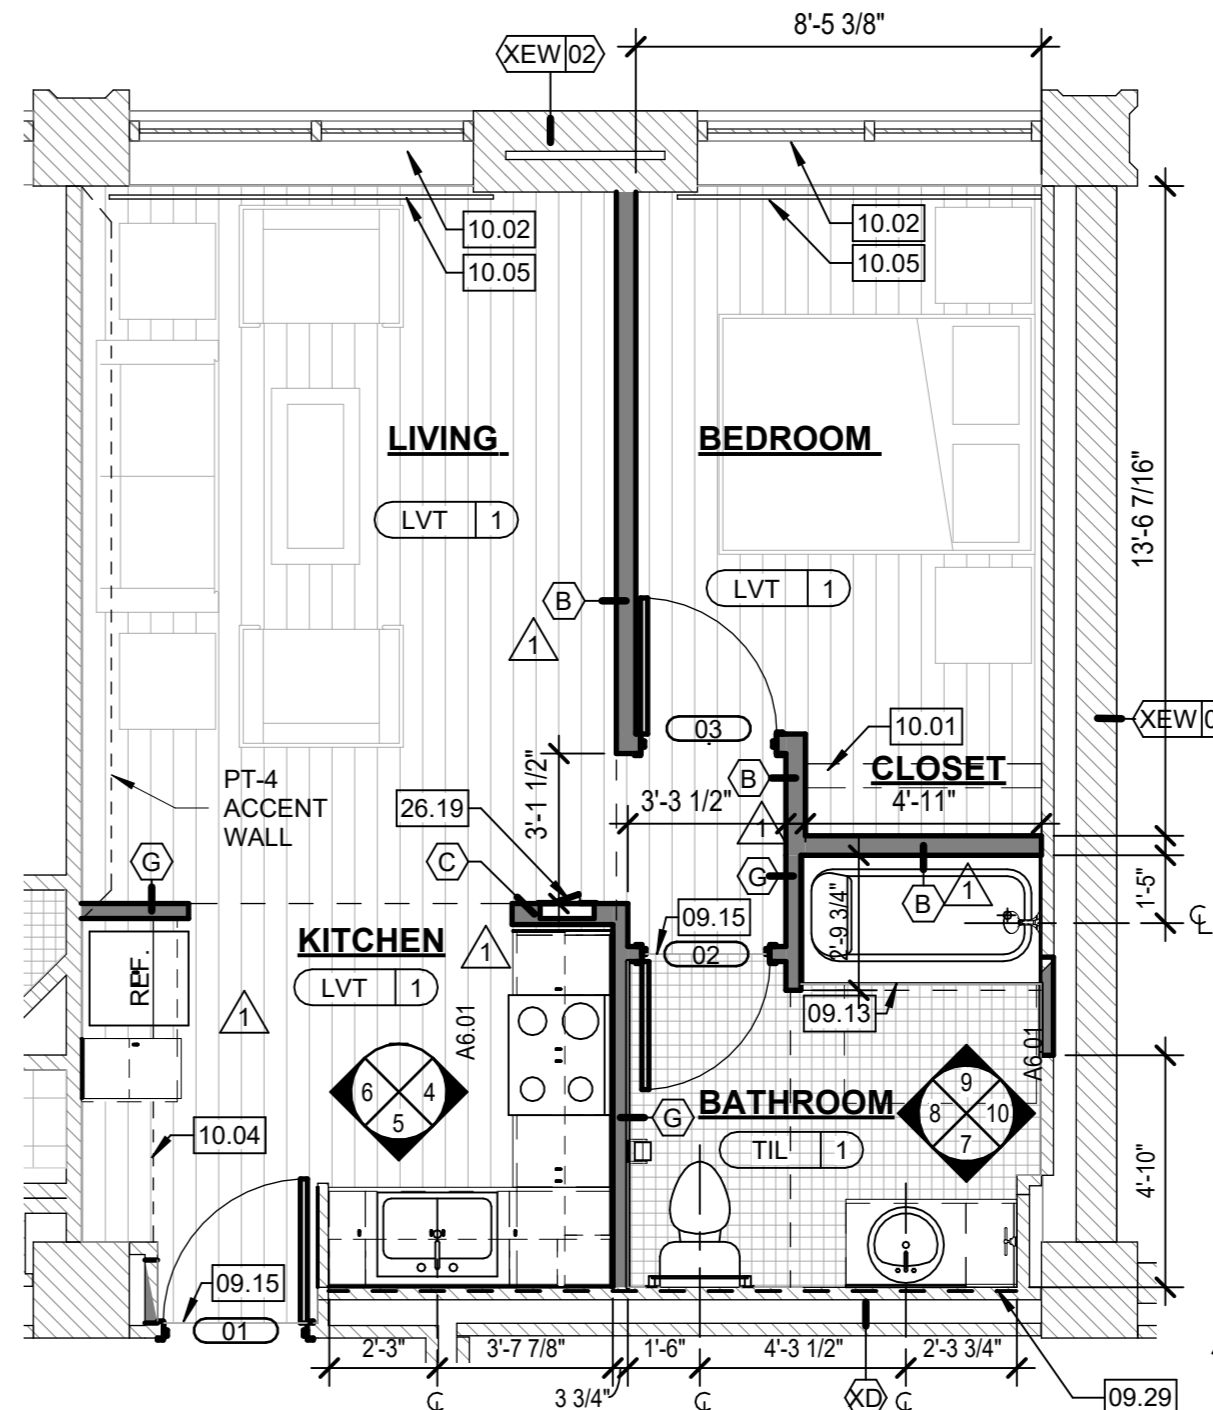 8'-5 3/8"
XEW 02
10.02
10.05
10.02
10.05
LIVING
BEDROOM
LVT 1
LVT 1
13'-6 7/16"
B
1
03
10.01
XEW 0
CLOSET
PT-4
ACCENT
WALL
26.19
3'-1 1/2"
3'-3 1/2"
B
4'-11"
1
G
C
G
B
1
1'-5"
2'-9 3/4"
09.15
02
KITCHEN
1
LVT 1
REF.
1
09.13
A6.01
A6.01
6
4
5
G
BATHROOM
9
8
10
7
TIL 1
10.04
4'-10"
09.15
01
2'-3"
3'-7 7/8"
1'-6"
4'-3 1/2"
2'-3 3/4"
3 3/4"
XD
09.29